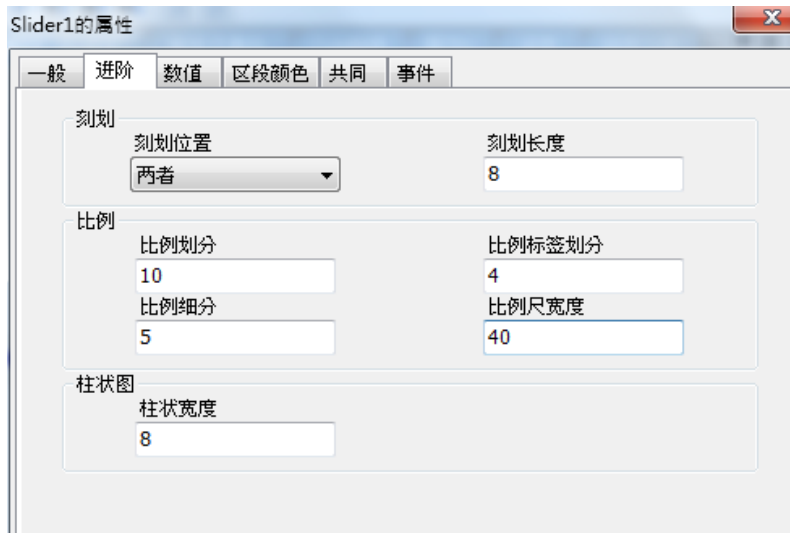 Slider1的属性
一般 进阶 数值 区段颜色 共同 事件
刻划
刻划位置 刻划长度
两者 8
比例
比例划分 比例标签划分
10 4
比例细分 比例尺宽度
5 40
柱状图
柱状宽度
8